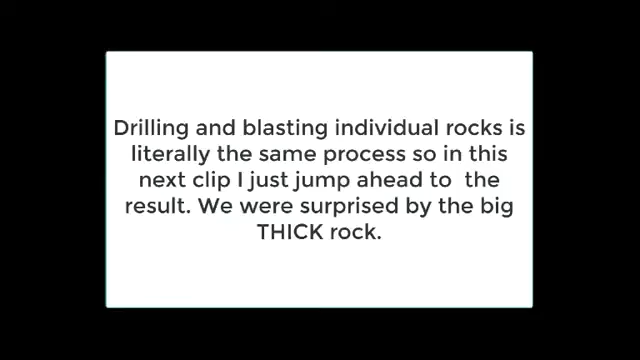 Drilling and blasting individual rocks is
literally the same process so in this
next clip I just jump ahead to  the
result. We were surprised by the big
THICK rock.